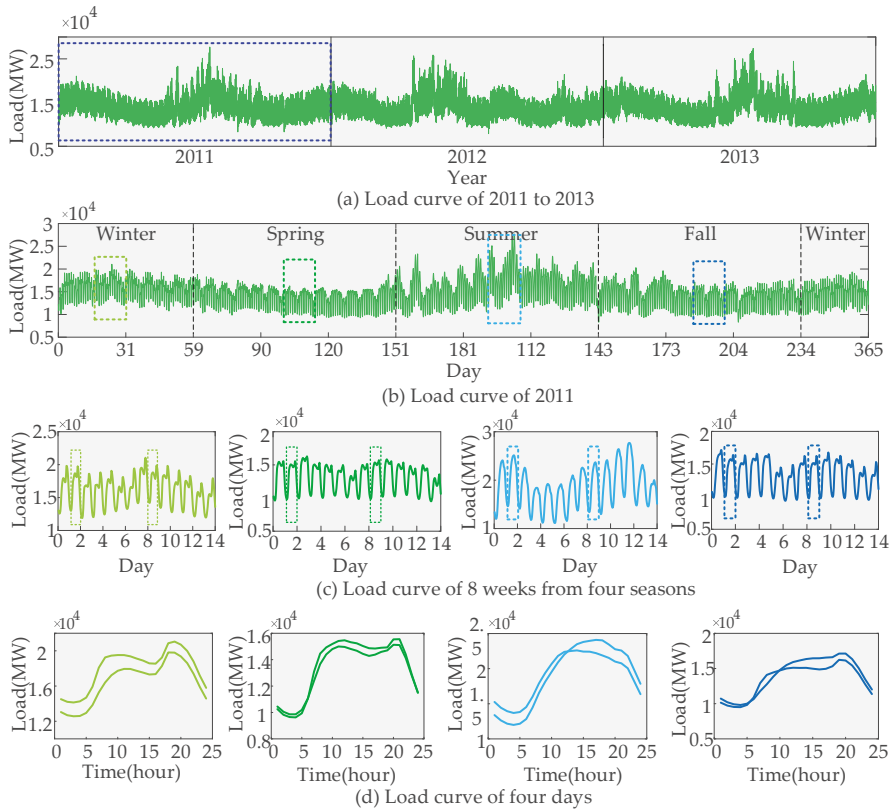 ×10⁴
Load(MW)
2.5
1.5
0.5
2011 2012 2013
Year
(a) Load curve of 2011 to 2013
×10⁴
Load(MW)
3
2.5
2
1.5
1
0.5
Winter Spring Summer Fall Winter
0 31 59 90 120 151 181 112 143 173 204 234 365
Day
(b) Load curve of 2011
×10⁴ ×10⁴ ×10⁴ ×10⁴
Load(MW) Load(MW) Load(MW) Load(MW)
2.5 2 3 2
2 1.5 2 1.5
1.5 1 1 1
1 0.5 0.5
0 2 4 6 8 10 12 14 0 2 4 6 8 10 12 14 0 2 4 6 8 10 12 14 0 2 4 6 8 10 12 14
Day Day Day Day
(c) Load curve of 8 weeks from four seasons
×10⁴ ×10⁴ ×10⁴ ×10⁴
Load(MW) Load(MW) Load(MW) Load(MW)
2 1.6 2. 2
1.6 1.4 5 1.5
1.2 1.2 2 1
1 1. 0.5
0.8 5
1
0 5 10 15 20 25 0 5 10 15 20 25 0 5 10 15 20 25 0 5 10 15 20 25
Time(hour) Time(hour) Time(hour) Time(hour)
(d) Load curve of four days